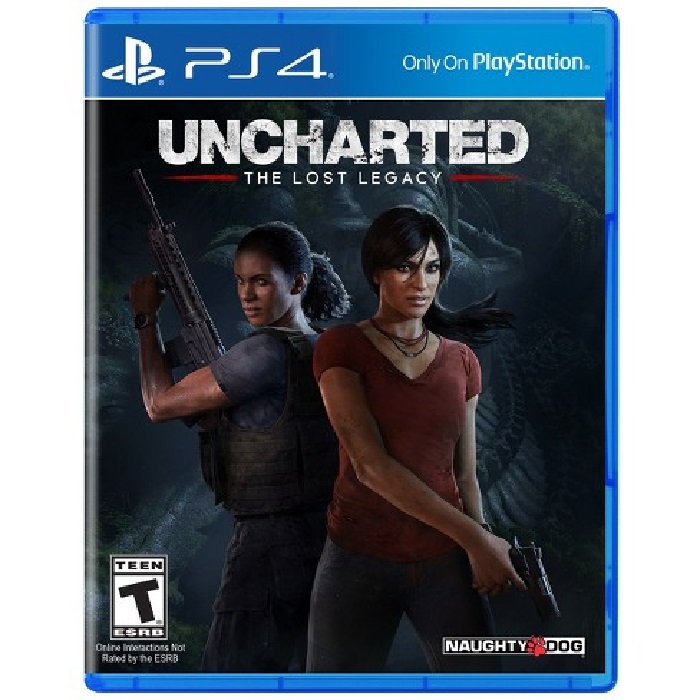 PS4
Only On PlayStation®
UNCHARTED
THE LOST LEGACY
TEEN
T
ESRB
Online Interactions Not
Rated by the ESRB
NAUGHTY DOG